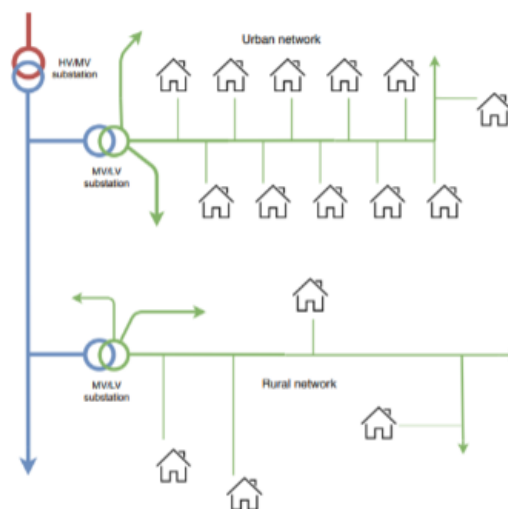 HV/MV
substation
Urban network
MV/LV
substation
MV/LV
substation
Rural network